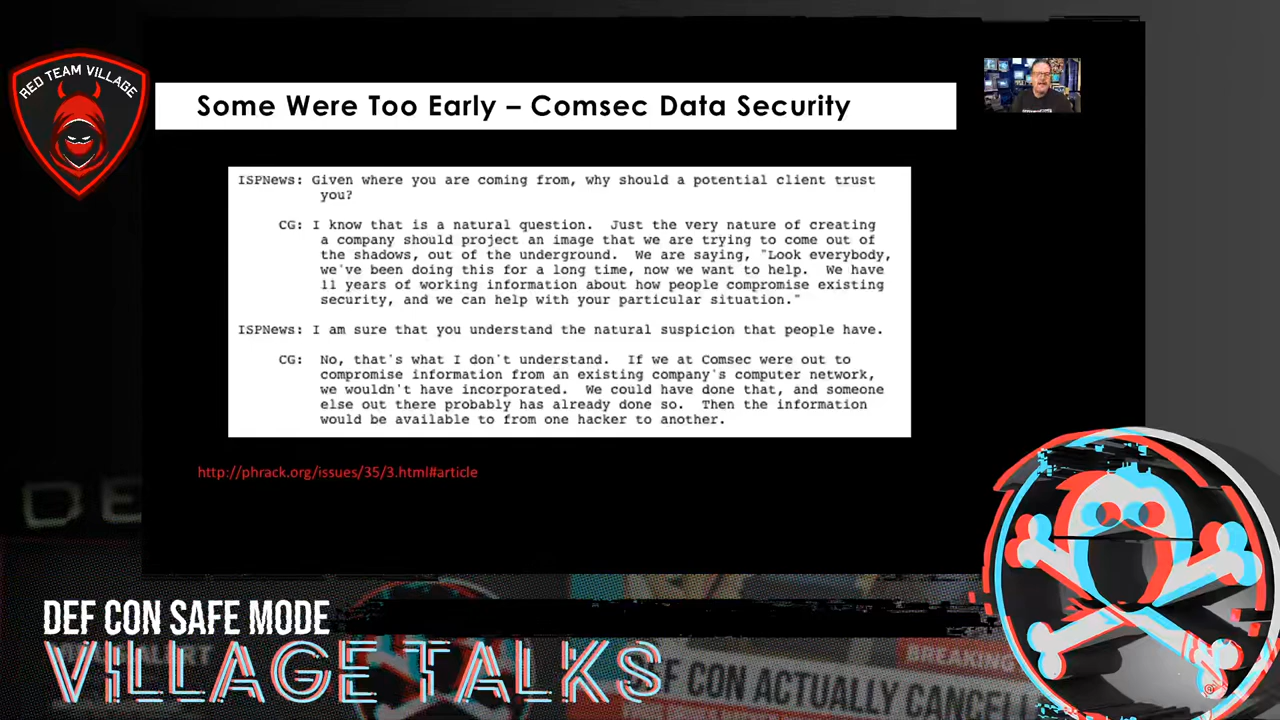 RED TEAM VILLAGE
Some Were Too Early – Comsec Data Security
ISPNews: Given where you are coming from, why should a potential client trust
you?
CG: I know that is a natural question. Just the very nature of creating
a company should project an image that we are trying to come out of
the shadows, out of the underground. We are saying, "Look everybody,
we've been doing this for a long time, now we want to help. We have
11 years of working information about how people compromise existing
security, and we can help with your particular situation."
ISPNews: I am sure that you understand the natural suspicion that people have.
CG: No, that's what I don't understand. If we at Comsec were out to
compromise information from an existing company's computer network,
we wouldn't have incorporated. We could have done that, and someone
else out there probably has already done so. Then the information
would be available to from one hacker to another.
http://phrack.org/issues/35/3.html#article
DE
DEF CON SAFE MODE
VILLAGE TALKS
BREAKIN
EF CON ACTUALLY CANCEL